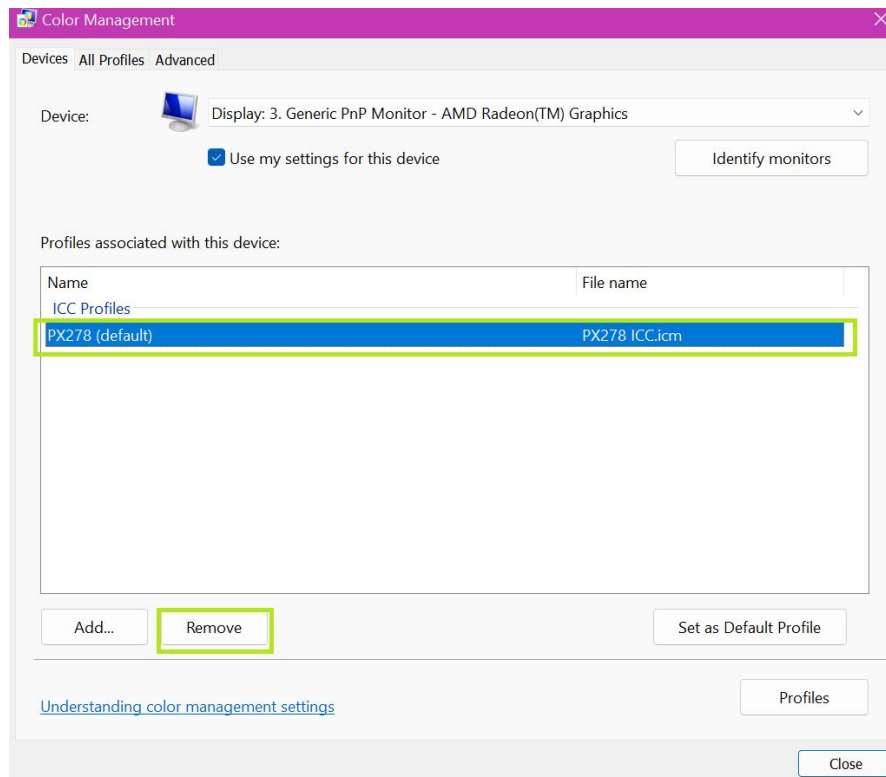 Color Management
Devices All Profiles Advanced
Device: Display: 3. Generic PnP Monitor - AMD Radeon(TM) Graphics
Use my settings for this device Identify monitors
Profiles associated with this device:
Name File name
ICC Profiles
PX278 (default) PX278 ICC.icm
Add... Remove Set as Default Profile
Understanding color management settings Profiles
Close